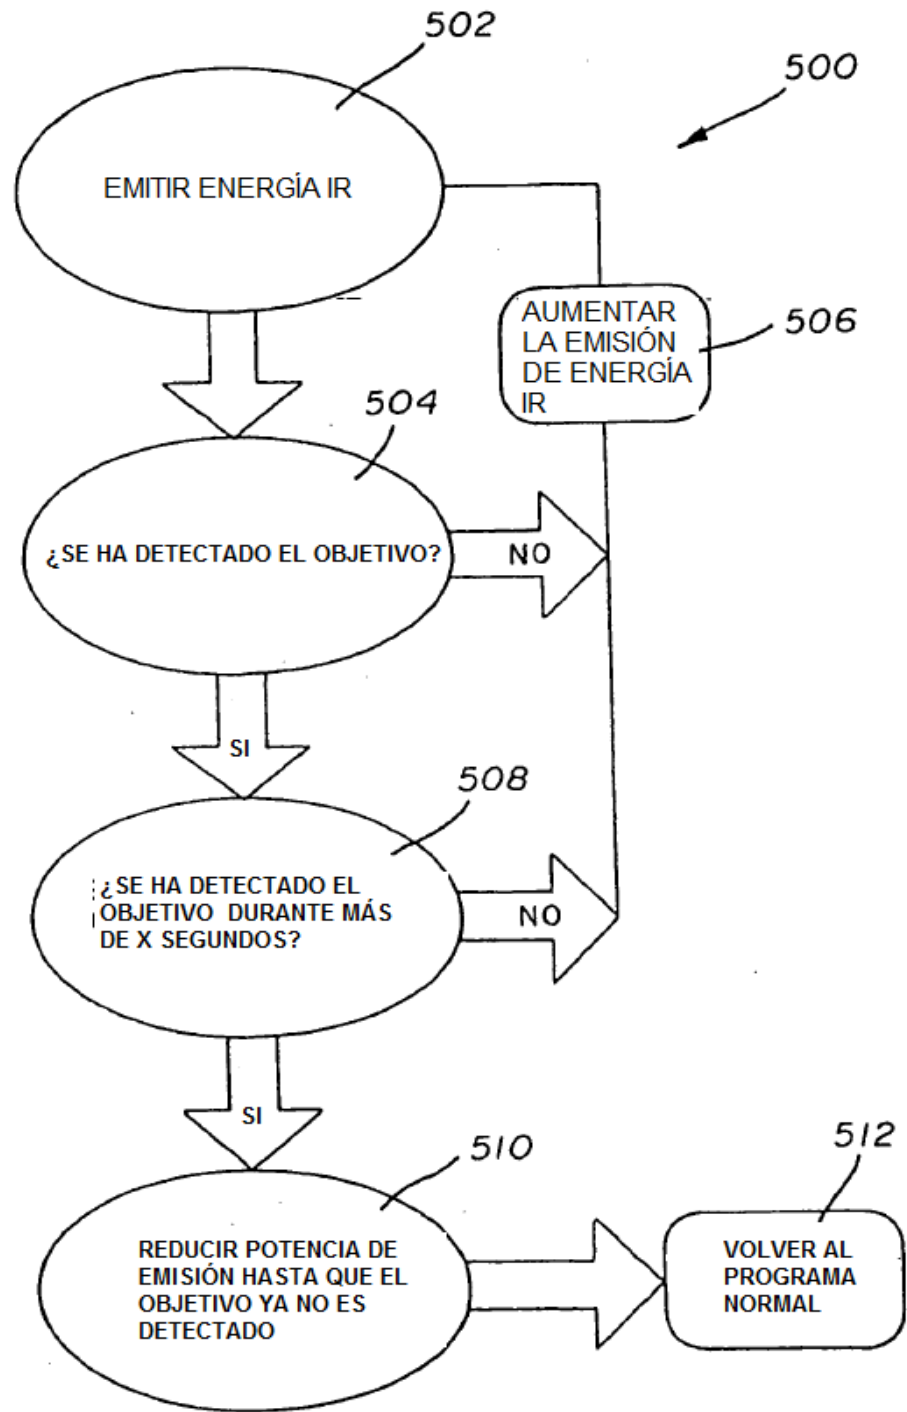 502
500
EMITIR ENERGÍA IR
AUMENTAR
LA EMISIÓN
DE ENERGÍA
IR
506
504
¿SE HA DETECTADO EL OBJETIVO?
NO
SI
508
¿SE HA DETECTADO EL
OBJETIVO DURANTE MÁS
DE X SEGUNDOS?
NO
SI
510
512
REDUCIR POTENCIA DE
EMISIÓN HASTA QUE EL
OBJETIVO YA NO ES
DETECTADO
VOLVER AL
PROGRAMA
NORMAL